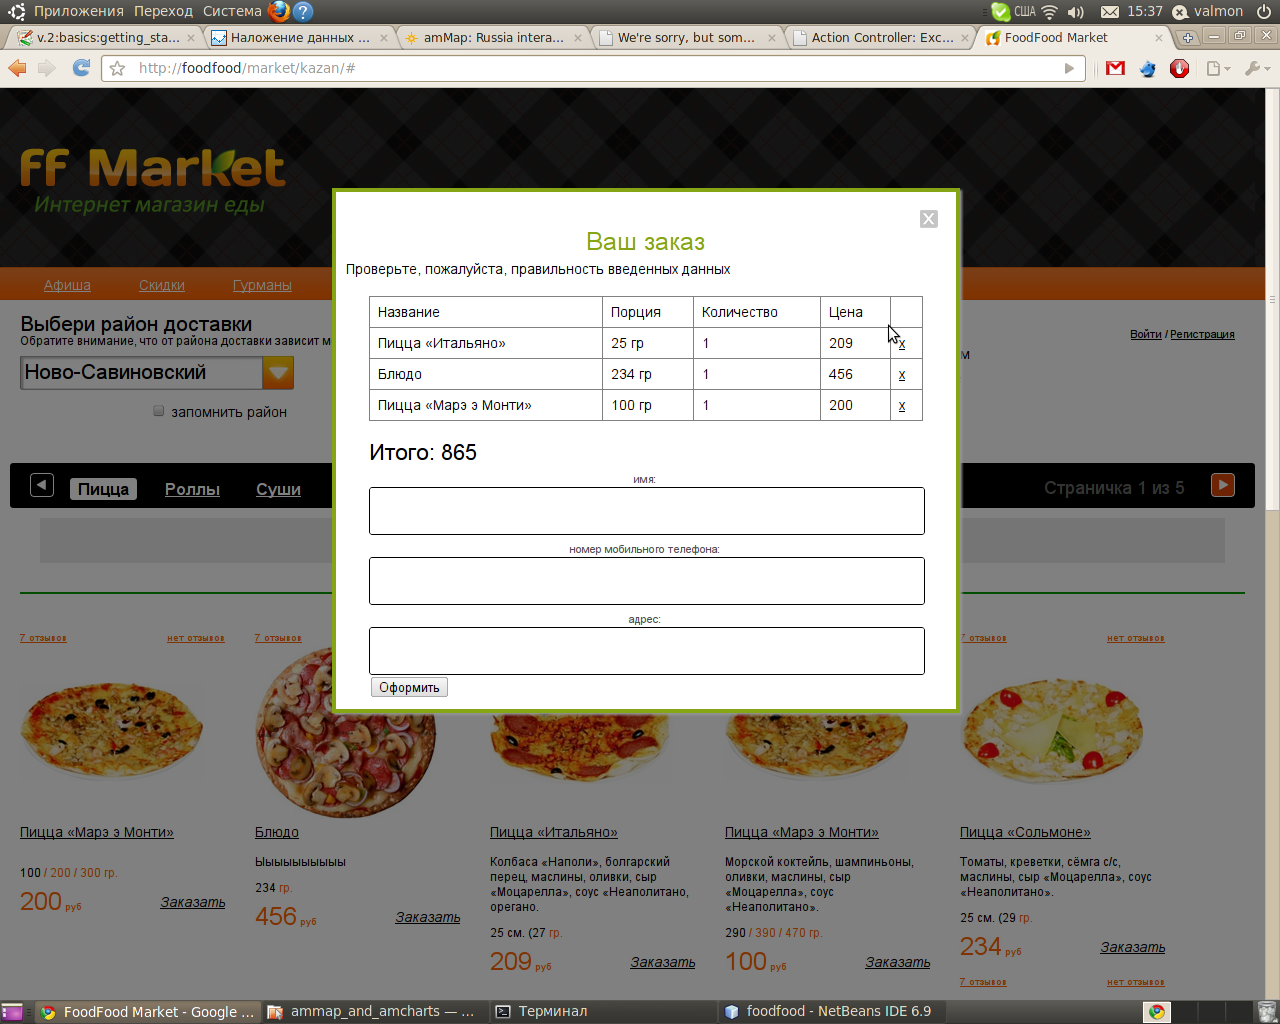 Приложения Переход Система США 15:37 valmon
v.2:basics:getting_sta... Наложение данных ... amMap: Russia intera... We're sorry, but som... Action Controller: Exc... FoodFood Market
http://foodfood/market/kazan/#
ff Market
Интернет магазин еды
Афиша Скидки Гурманы
Выбери район доставки
Обратите внимание, что от района доставки зависит м
Ново-Савиновский
запомнить район
Войти / Регистрация
м
Пицца Роллы Суши Страничка 1 из 5
X
Ваш заказ
Проверьте, пожалуйста, правильность введенных данных
Название Порция Количество Цена
Пицца «Итальяно» 25 гр 1 209 x
Блюдо 234 гр 1 456 x
Пицца «Марэ э Монти» 100 гр 1 200 x
Итого: 865
имя:
номер мобильного телефона:
адрес:
Оформить
7 отзывов нет отзывов 7 отзывов 7 отзывов нет отзывов
Пицца «Марэ э Монти»
100 / 200 / 300 гр.
200 руб Заказать
Блюдо
Ыыыыыыыыыы
234 гр.
456 руб Заказать
Пицца «Итальяно»
Колбаса «Наполи», болгарский
перец, маслины, оливки, сыр
«Моцарелла», соус «Неаполитано,
орегано.
25 см. (27 гр.
209 руб Заказать
Пицца «Марэ э Монти»
Морской коктейль, шампиньоны,
оливки, маслины, сыр
«Моцарелла», соус
«Неаполитано».
290 / 390 / 470 гр.
100 руб Заказать
Пицца «Сольмоне»
Томаты, креветки, сёмга с/с,
маслины, сыр «Моцарелла», соус
«Неаполитано».
25 см. (29 гр.
234 руб Заказать
7 отзывов нет отзывов
FoodFood Market - Google ... ammap_and_amcharts — ... Терминал foodfood - NetBeans IDE 6.9